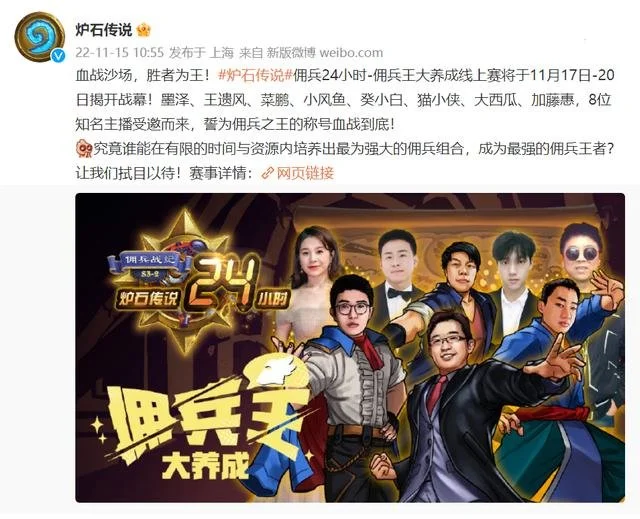 炉石传说
22-11-15 10:55 发布于 上海 来自 新版微博 weibo.com
血战沙场，胜者为王！#炉石传说#佣兵24小时-佣兵王大养成线上赛将于11月17日-20
日揭开战幕！墨泽、王遗风、菜鹏、小风鱼、癸小白、猫小侠、大西瓜、加藤惠，8位
知名主播受邀而来，誓为佣兵之王的称号血战到底！
究竟谁能在有限的时间与资源内培养出最为强大的佣兵组合，成为最强的佣兵王者？
让我们拭目以待！赛事详情：网页链接
佣兵战纪
S3-2
炉石传说 24 小时
佣兵王
大养成